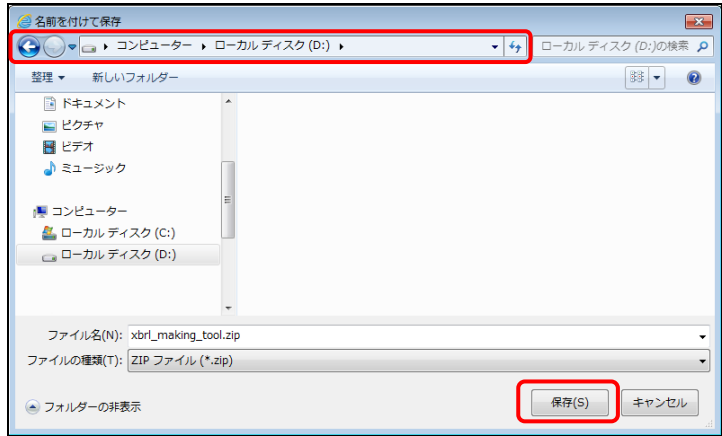 名前を付けて保存
コンピューター ローカル ディスク (D:) ローカル ディスク (D:)の検索
整理 新しいフォルダー
ドキュメント
ピクチャ
ビデオ
ミュージック
コンピューター
ローカル ディスク (C:)
ローカル ディスク (D:)
ファイル名(N): xbrl_making_tool.zip
ファイルの種類(T): ZIP ファイル (*.zip)
フォルダーの非表示 保存(S) キャンセル